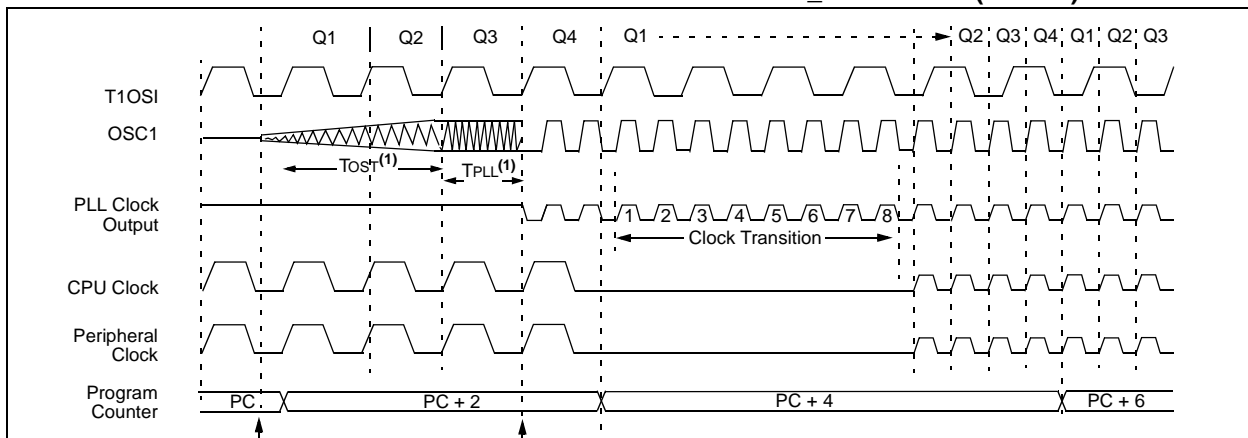 Q1 Q2 Q3 Q4 Q1 Q2 Q3 Q4 Q1 Q2 Q3
T1OSI
OSC1
TOST(1)
TPLL(1)
PLL Clock
Output
1 2 3 4 5 6 7 8
Clock Transition
CPU Clock
Peripheral
Clock
Program
Counter
PC PC + 2 PC + 4 PC + 6